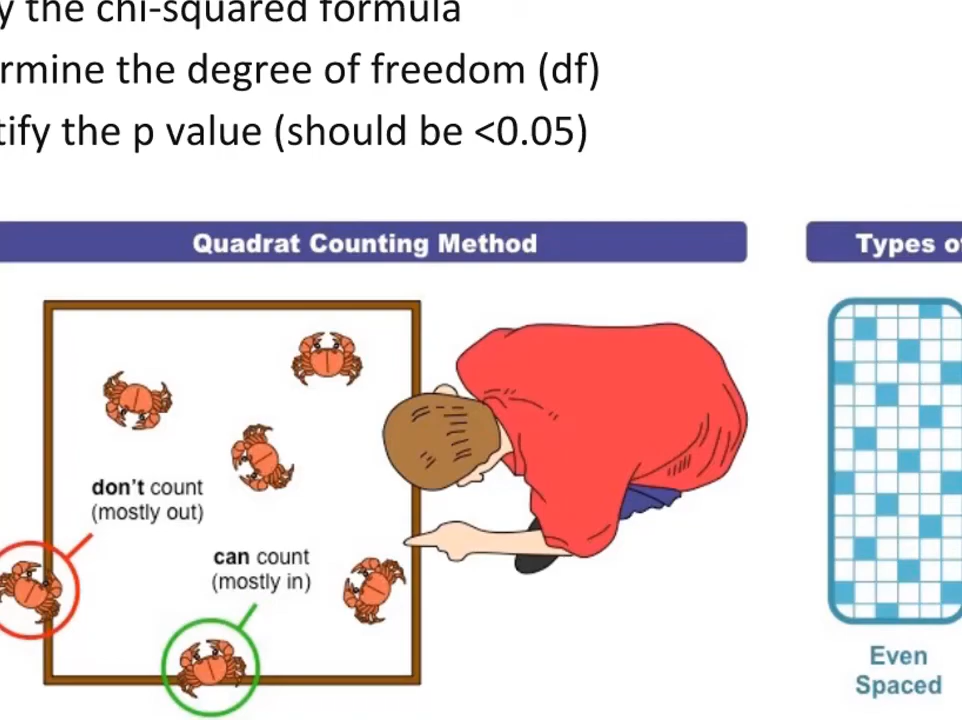 y the chi-squared formula
rmine the degree of freedom (df)
tify the p value (should be <0.05)
Quadrat Counting Method
Types of
don't count
(mostly out)
can count
(mostly in)
Even
Spaced